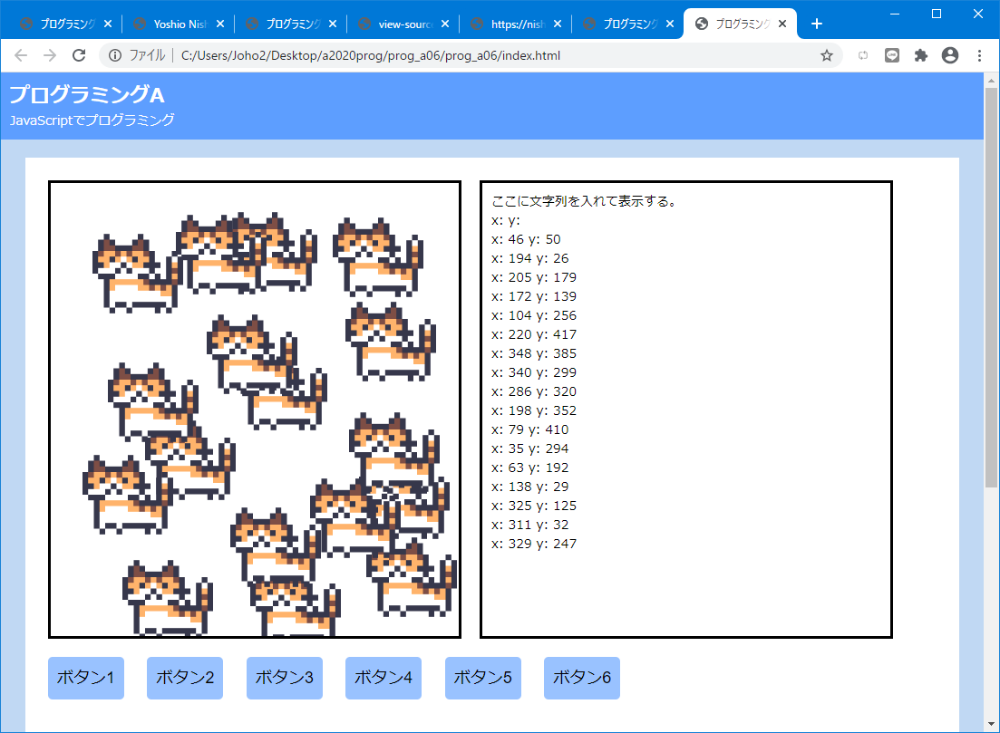 プログラミング
Yoshio Nish
プログラミング
view-source
https://nish
プログラミング
プログラミング
ファイル
C:/Users/Joho2/Desktop/a2020prog/prog_a06/prog_a06/index.html
プログラミングA
JavaScriptでプログラミング
ここに文字列を入れて表示する。
x: y:
x: 46 y: 50
x: 194 y: 26
x: 205 y: 179
x: 172 y: 139
x: 104 y: 256
x: 220 y: 417
x: 348 y: 385
x: 340 y: 299
x: 286 y: 320
x: 198 y: 352
x: 79 y: 410
x: 35 y: 294
x: 63 y: 192
x: 138 y: 29
x: 325 y: 125
x: 311 y: 32
x: 329 y: 247
ボタン1
ボタン2
ボタン3
ボタン4
ボタン5
ボタン6